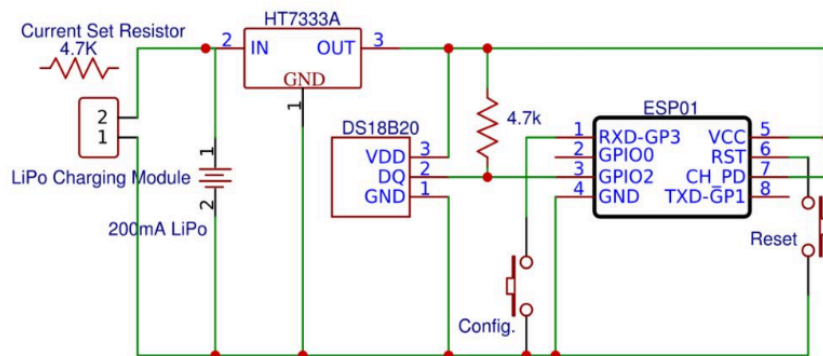 Current Set Resistor
4.7K
2
1
LiPo Charging Module
1
2
200mA LiPo
HT7333A
2 IN OUT 3
GND
1
DS18B20
VDD 3
DQ 2
GND 1
4.7k
ESP01
1 RXD-GP3 VCC 5
2 GPIO0 RST 6
3 GPIO2 CH_PD 7
4 GND TXD-GP1 8
Config.
Reset